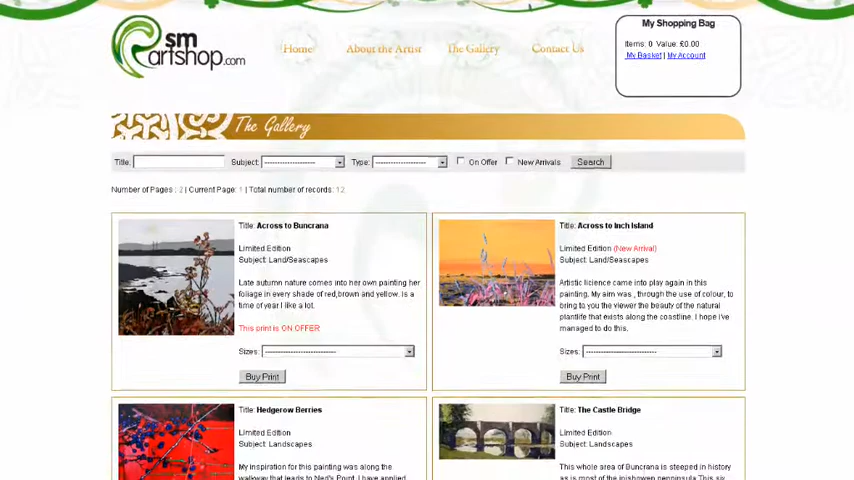 sm
artshop.com
Home
About the Artist
The Gallery
Contact Us
My Shopping Bag
Items: 0 Value: £0.00
My Basket | My Account
The Gallery
Title:
Subject: --------------------
Type: --------------------
On Offer
New Arrivals
Search
Number of Pages : 2 | Current Page: 1 | Total number of records: 12
Title: Across to Buncrana
Limited Edition
Subject: Land/Seascapes
Late autumn nature comes into her own painting her
foliage in every shade of red,brown and yellow. Is a
time of year I like a lot.
This print is ON OFFER
Sizes: ----------------------------
Buy Print
Title: Across to Inch Island
Limited Edition (New Arrival)
Subject: Land/Seascapes
Artistic licience came into play again in this
painting. My aim was , through the use of colour, to
bring to you the viewer the beauty of the natural
plantlife that exists along the coastline. I hope i've
managed to do this.
Sizes: ----------------------------
Buy Print
Title: Hedgerow Berries
Limited Edition
Subject: Landscapes
My inspiration for this painting was along the
walkway that leads to Ned's Point. I have applied
Title: The Castle Bridge
Limited Edition
Subject: Landscapes
This whole area of Buncrana is steeped in history
as is most of the inishowen penninsula This six